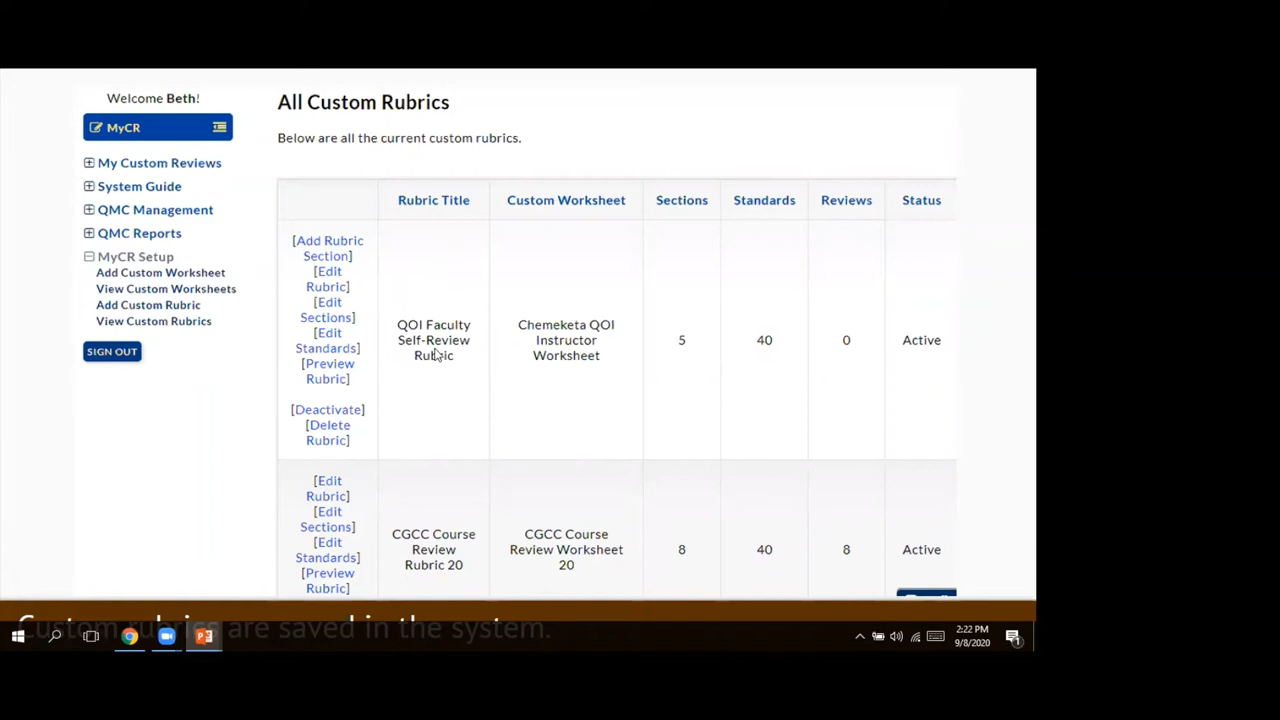 Welcome Beth!
MyCR
My Custom Reviews
System Guide
QMC Management
QMC Reports
MyCR Setup
Add Custom Worksheet
View Custom Worksheets
Add Custom Rubric
View Custom Rubrics
SIGN OUT
All Custom Rubrics
Below are all the current custom rubrics.
Rubric Title Custom Worksheet Sections Standards Reviews Status
[Add Rubric
Section]
[Edit
Rubric]
[Edit
Sections]
[Edit
Standards]
[Preview
Rubric]
[Deactivate]
[Delete
Rubric]
QOI Faculty
Self-Review
Rubric
Chemeketa QOI
Instructor
Worksheet
5 40 0 Active
[Edit
Rubric]
[Edit
Sections]
[Edit
Standards]
[Preview
Rubric]
CGCC Course
Review
Rubric 20
CGCC Course
Review Worksheet
20
8 40 8 Active
Custom rubrics are saved in the system.
2:22 PM
9/8/2020